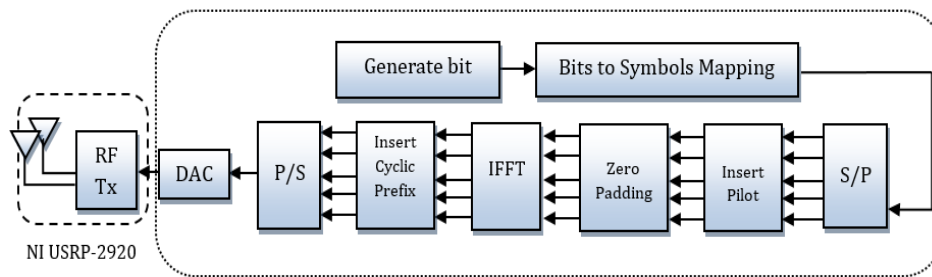 Generate bit
Bits to Symbols Mapping
RF
Tx
DAC
P/S
Insert
Cyclic
Prefix
IFFT
Zero
Padding
Insert
Pilot
S/P
NI USRP-2920